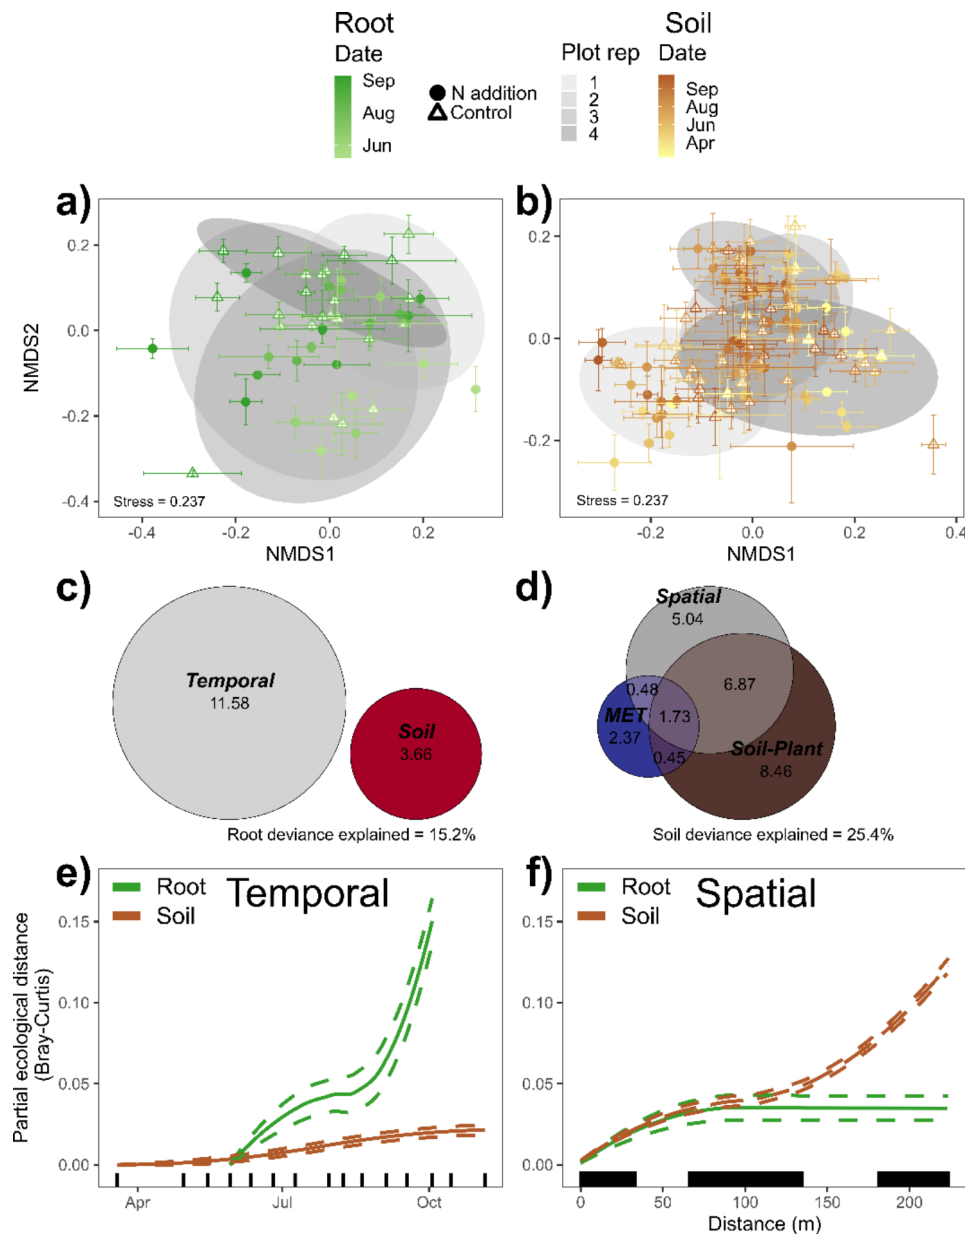 Root
Date
Sep
Aug
Jun
N addition
Control
Plot rep
1
2
3
4
Soil
Date
Sep
Aug
Jun
Apr
a)
0.2
0.0
-0.2
-0.4
NMDS2
Stress = 0.237
-0.4
-0.2
0.0
0.2
NMDS1
b)
0.2
0.0
-0.2
Stress = 0.237
-0.2
0.0
0.2
0.4
NMDS1
c)
Temporal
11.58
Soil
3.66
Root deviance explained = 15.2%
d)
Spatial
5.04
0.48
6.87
MET
1.73
2.37
Soil-Plant
0.45
8.46
Soil deviance explained = 25.4%
e)
Root
Soil
Temporal
0.15
0.10
0.05
0.00
Partial ecological distance
(Bray-Curtis)
Apr
Jul
Oct
f)
Root
Soil
Spatial
0.15
0.10
0.05
0.00
0
50
100
150
200
Distance (m)